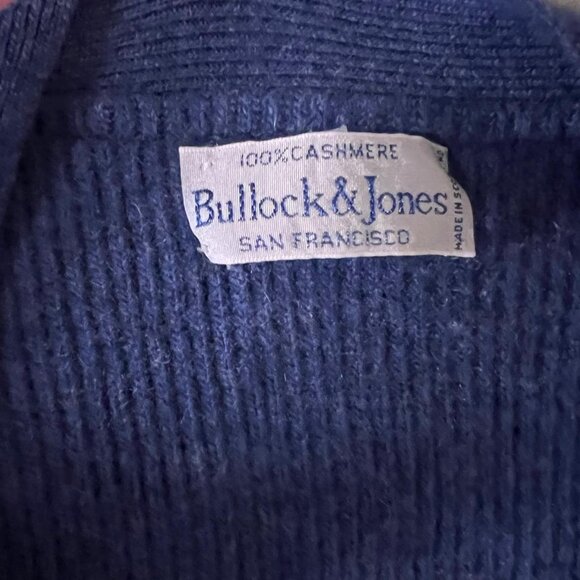 100% CASHMERE
Bullock & Jones
SAN FRANCISCO
MADE IN